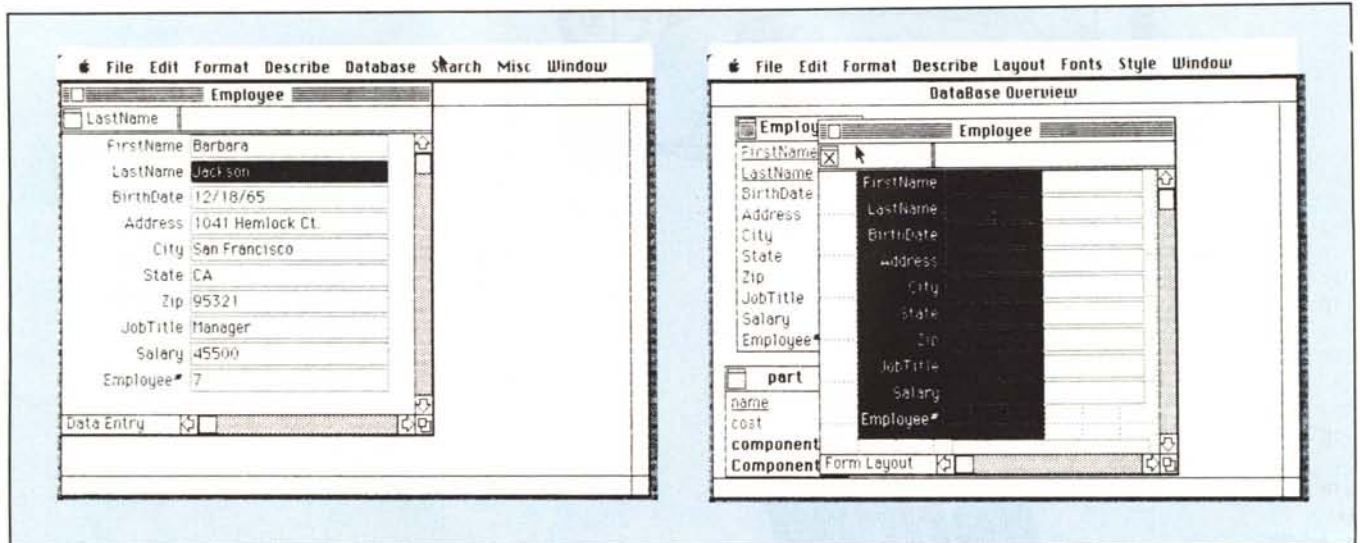 File Edit Format Describe Database Search Misc Window
Employee
LastName
FirstName Barbara
LastName Jackson
BirthDate 12/18/65
Address 1041 Hemlock Ct.
City San Francisco
State CA
Zip 95321
JobTitle Manager
Salary 45500
Employee# 7
Data Entry
File Edit Format Describe Layout Fonts Style Window
DataBase Overview
Employ
FirstName
LastName
BirthDate
Address
City
State
Zip
JobTitle
Salary
Employee#
part
name
cost
component
Component
Employee
FirstName
LastName
BirthDate
Address
City
State
Zip
JobTitle
Salary
Employee#
Form Layout